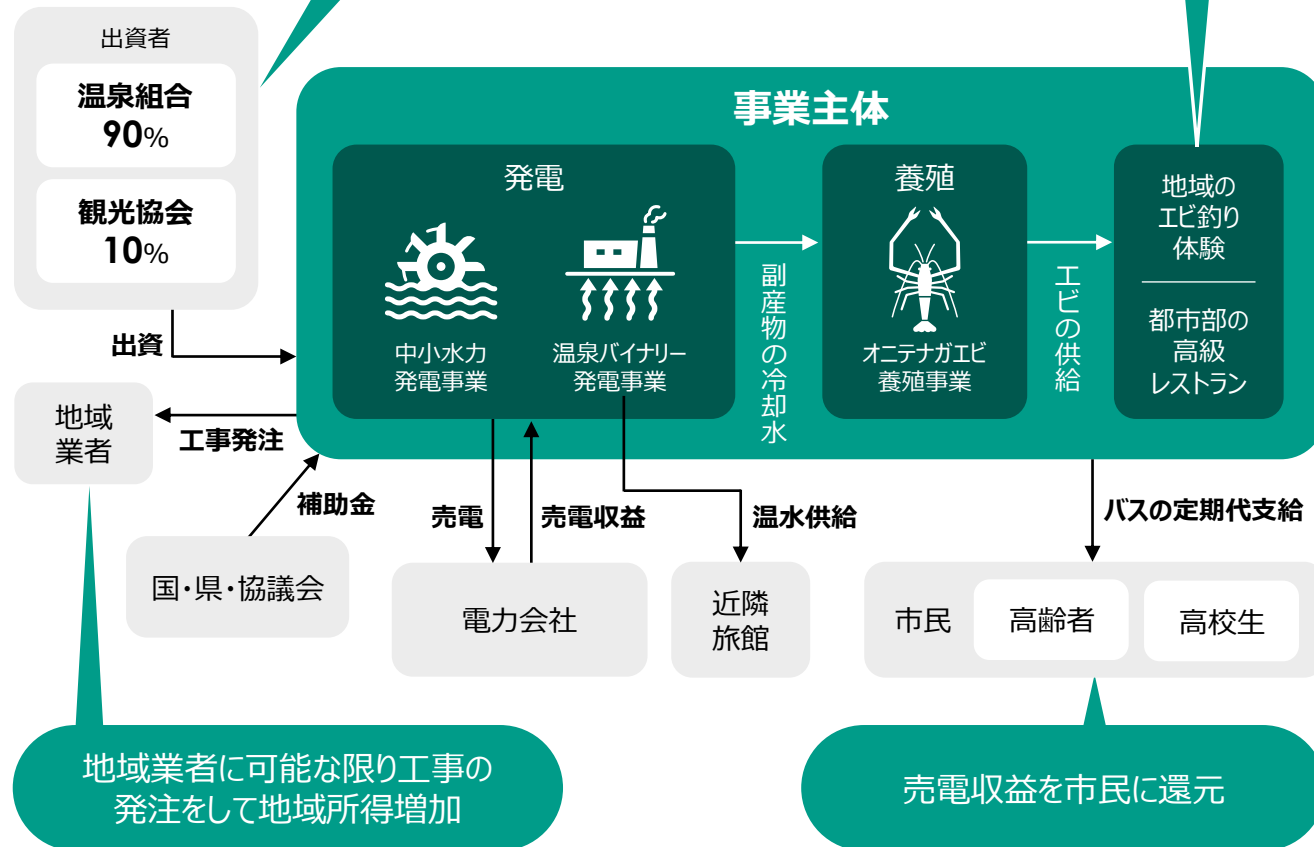 出資者
温泉組合
90%
観光協会
10%
出資
事業主体
発電
中小水力
発電事業
温泉バイナリー
発電事業
副産物の冷却水
養殖
オニテナガエビ
養殖事業
エビの供給
地域の
エビ釣り
体験
都市部の
高級
レストラン
地域
業者
工事発注
補助金
国・県・協議会
売電
売電収益
電力会社
温水供給
近隣
旅館
バスの定期代支給
市民
高齢者
高校生
地域業者に可能な限り工事の
発注をして地域所得増加
売電収益を市民に還元